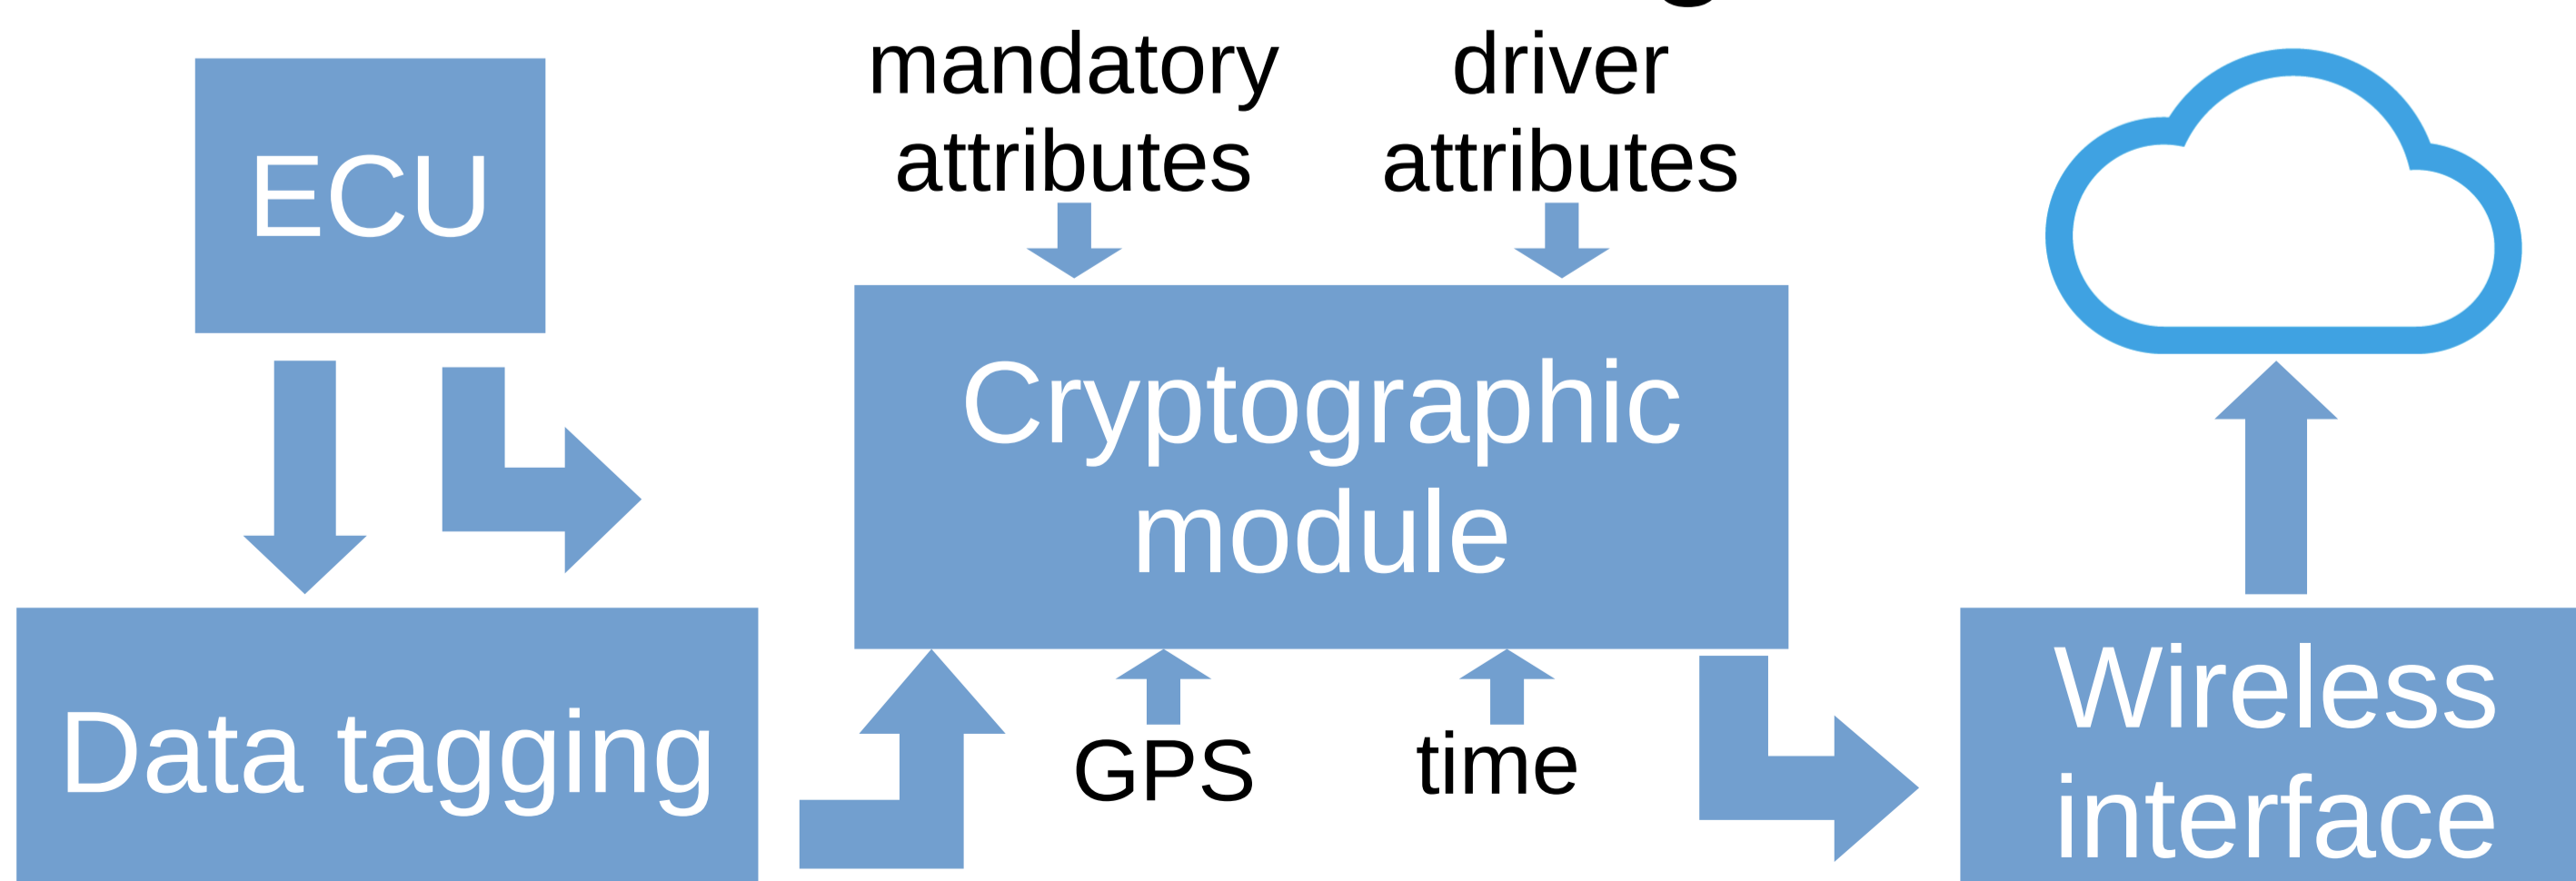 ECU
mandatory
attributes
driver
attributes
Cryptographic
module
Data tagging
GPS
time
Wireless
interface